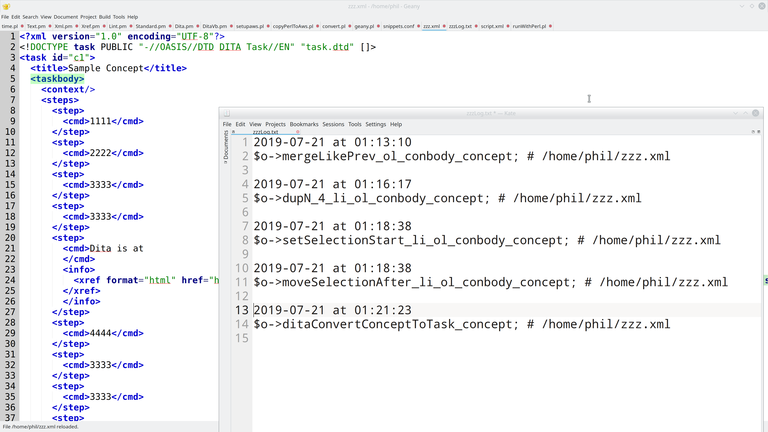 zzz.xml - /home/phil - Geany
File Edit Search View Document Project Build Tools Help
time.pl Text.pm Xml.pm Xref.pm Lint.pm Standard.pm Dita.pm DitaVb.pm setupaws.pl copyPerlToAws.pl convert.pl geany.pl snippets.conf zzz.xml zzzLog.txt script.xml runWithPerl.pl
1 <?xml version="1.0" encoding="UTF-8"?>
2 <!DOCTYPE task PUBLIC "-//OASIS//DTD DITA Task//EN" "task.dtd" []>
3 <task id="c1">
4 <title>Sample Concept</title>
5 <taskbody>
6 <context/>
7 <steps>
8 <step>
9 <cmd>1111</cmd>
10 </step>
11 <step>
12 <cmd>2222</cmd>
13 </step>
14 <step>
15 <cmd>3333</cmd>
16 </step>
17 <step>
18 <cmd>3333</cmd>
19 </step>
20 <step>
21 <cmd>Dita is at
22 </cmd>
23 <info>
24 <xref format="html" href="h
25 </xref>
26 </info>
27 </step>
28 <step>
29 <cmd>4444</cmd>
30 </step>
31 <step>
32 <cmd>3333</cmd>
33 </step>
34 <step>
35 <cmd>3333</cmd>
36 </step>
37 <step>
File /home/phil/zzz.xml reloaded.
zzzLog.txt * — Kate
File Edit View Projects Bookmarks Sessions Tools Settings Help
zzzLog.txt
Documents
1 2019-07-21 at 01:13:10
2 $o->mergeLikePrev_ol_conbody_concept; # /home/phil/zzz.xml
3
4 2019-07-21 at 01:16:17
5 $o->dupN_4_li_ol_conbody_concept; # /home/phil/zzz.xml
6
7 2019-07-21 at 01:18:38
8 $o->setSelectionStart_li_ol_conbody_concept; # /home/phil/zzz.xml
9
10 2019-07-21 at 01:18:38
11 $o->moveSelectionAfter_li_ol_conbody_concept; # /home/phil/zzz.xml
12
13 2019-07-21 at 01:21:23
14 $o->ditaConvertConceptToTask_concept; # /home/phil/zzz.xml
15